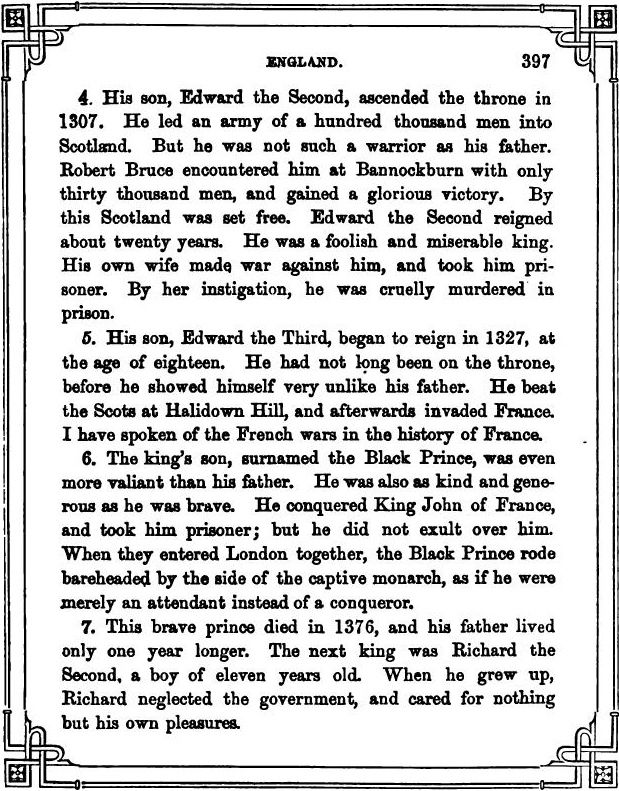 ENGLAND. 397
4. His son, Edward the Second, ascended the throne in
1307. He led an army of a hundred thousand men into
Scotland. But he was not such a warrior as his father.
Robert Bruce encountered him at Bannockburn with only
thirty thousand men, and gained a glorious victory. By
this Scotland was set free. Edward the Second reigned
about twenty years. He was a foolish and miserable king.
His own wife made war against him, and took him pri-
soner. By her instigation, he was cruelly murdered in
prison.
5. His son, Edward the Third, began to reign in 1327, at
the age of eighteen. He had not long been on the throne,
before he showed himself very unlike his father. He beat
the Scots at Halidown Hill, and afterwards invaded France.
I have spoken of the French wars in the history of France.
6. The king's son, surnamed the Black Prince, was even
more valiant than his father. He was also as kind and gene-
rous as he was brave. He conquered King John of France,
and took him prisoner; but he did not exult over him.
When they entered London together, the Black Prince rode
bareheaded by the side of the captive monarch, as if he were
merely an attendant instead of a conqueror.
7. This brave prince died in 1376, and his father lived
only one year longer. The next king was Richard the
Second, a boy of eleven years old. When he grew up,
Richard neglected the government, and cared for nothing
but his own pleasures.